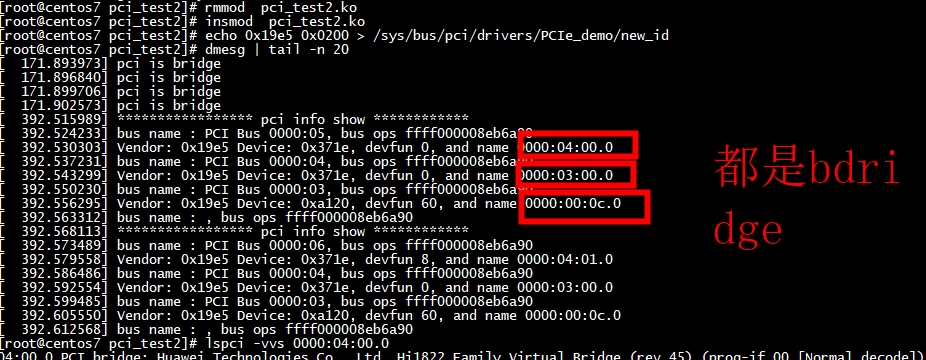 [root@centos7 pci_test2]# rmmod  pci_test2.ko
[root@centos7 pci_test2]# insmod  pci_test2.ko
[root@centos7 pci_test2]# echo 0x19e5 0x0200 > /sys/bus/pci/drivers/PCIe_demo/new_id
[root@centos7 pci_test2]# dmesg | tail -n 20
[  171.893973] pci is bridge
[  171.896840] pci is bridge
[  171.899706] pci is bridge
[  171.902573] pci is bridge
[  392.515989] ***************** pci info show ************
[  392.524233] bus name : PCI Bus 0000:05, bus ops ffff000008eb6a90
[  392.530303] Vendor: 0x19e5 Device: 0x371e, devfun 0, and name 0000:04:00.0
[  392.537231] bus name : PCI Bus 0000:04, bus ops ffff000008eb6a90
[  392.543299] Vendor: 0x19e5 Device: 0x371e, devfun 0, and name 0000:03:00.0
[  392.550229] bus name : PCI Bus 0000:03, bus ops ffff000008eb6a90
[  392.556295] Vendor: 0x19e5 Device: 0xa120, devfun 60, and name 0000:00:0c.0
[  392.563312] bus name : , bus ops ffff000008eb6a90
[  392.568113] ***************** pci info show ************
[  392.573489] bus name : PCI Bus 0000:06, bus ops ffff000008eb6a90
[  392.579558] Vendor: 0x19e5 Device: 0x371e, devfun 8, and name 0000:04:01.0
[  392.586486] bus name : PCI Bus 0000:04, bus ops ffff000008eb6a90
[  392.592554] Vendor: 0x19e5 Device: 0x371e, devfun 0, and name 0000:03:00.0
[  392.599485] bus name : PCI Bus 0000:03, bus ops ffff000008eb6a90
[  392.605550] Vendor: 0x19e5 Device: 0xa120, devfun 60, and name 0000:00:0c.0
[  392.612568] bus name : , bus ops ffff000008eb6a90
[root@centos7 pci_test2]# lspci -vvs 0000:04:00.0
04:00.0 PCI bridge: Huawei Technologies Co., Ltd. Hi1822 Family Virtual Bridge (rev 45) (prog-if 00 [Normal decode])
都是bdri
dge